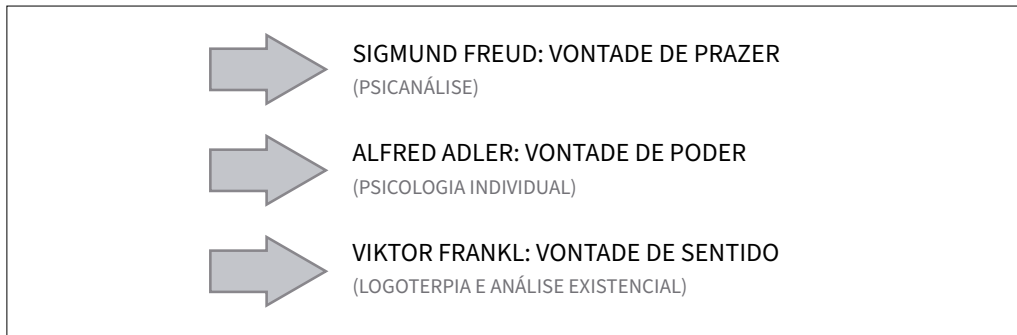 SIGMUND FREUD: VONTADE DE PRAZER
(PSICANÁLISE)
ALFRED ADLER: VONTADE DE PODER
(PSICOLOGIA INDIVIDUAL)
VIKTOR FRANKL: VONTADE DE SENTIDO
(LOGOTERPIA E ANÁLISE EXISTENCIAL)